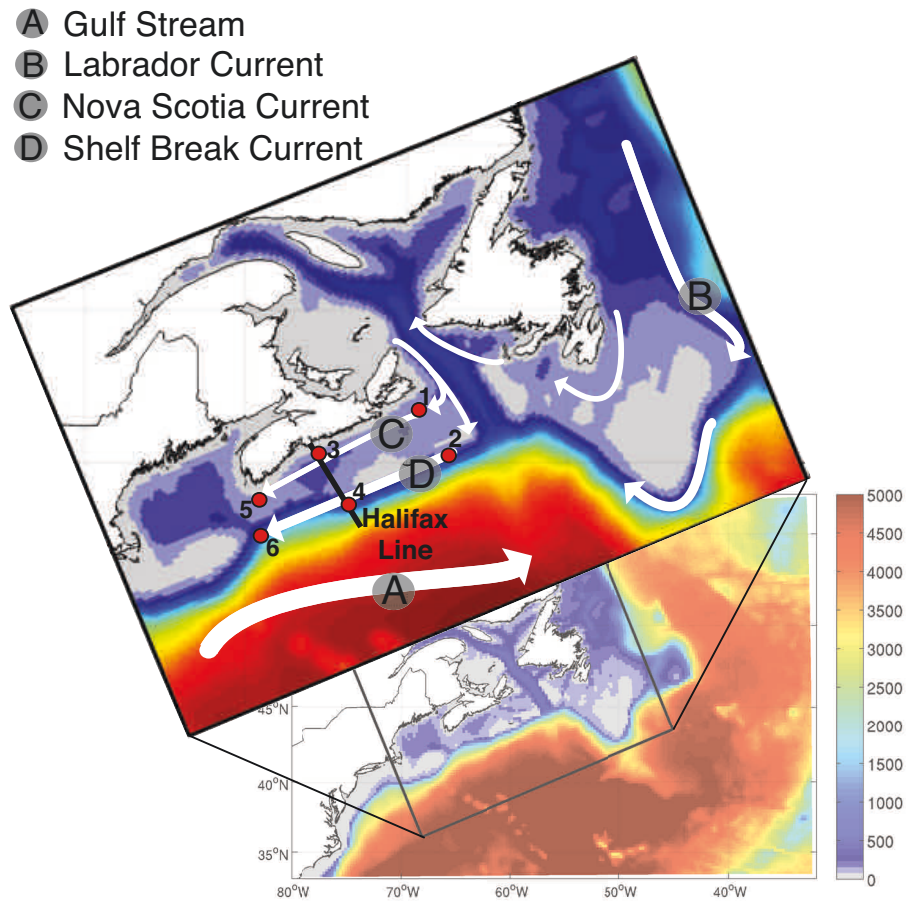 A Gulf Stream
B Labrador Current
C Nova Scotia Current
D Shelf Break Current
B
1
C
3
2
D
5
4
Halifax
6
Line
A
5000
4500
4000
3500
3000
2500
2000
1500
1000
500
0
45°N
40°N
35°N
80°W 70°W 60°W 50°W 40°W